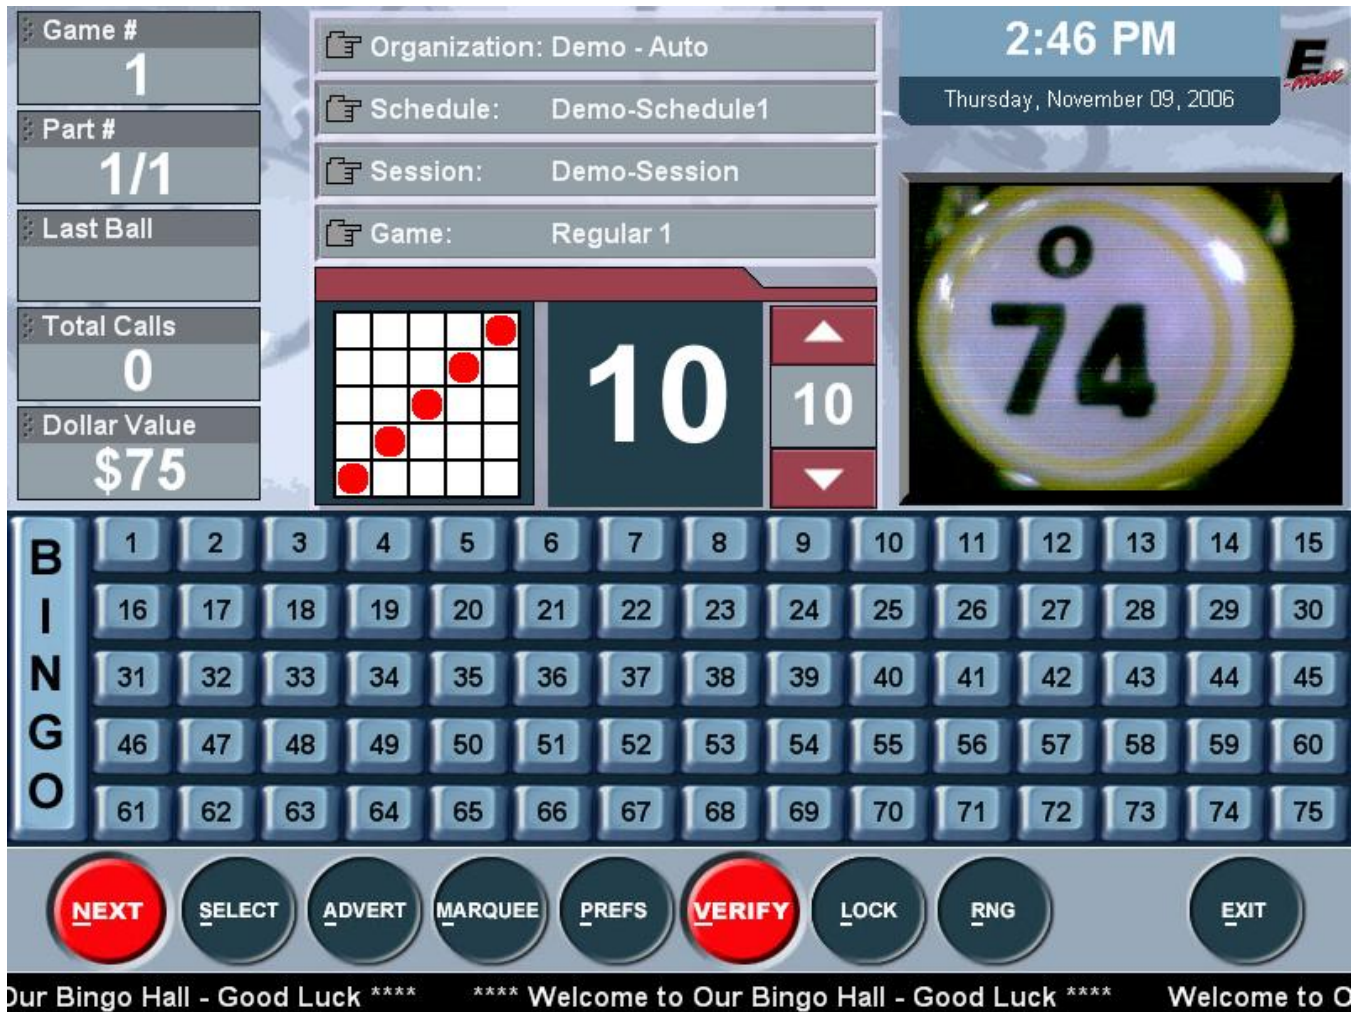 Game #
1
Part #
1/1
Last Ball
Total Calls
0
Dollar Value
$75
Organization: Demo - Auto
Schedule: Demo-Schedule1
Session: Demo-Session
Game: Regular 1
10
10
2:46 PM
Thursday, November 09, 2006
E
O
74
B 1 2 3 4 5 6 7 8 9 10 11 12 13 14 15
I 16 17 18 19 20 21 22 23 24 25 26 27 28 29 30
N 31 32 33 34 35 36 37 38 39 40 41 42 43 44 45
G 46 47 48 49 50 51 52 53 54 55 56 57 58 59 60
O 61 62 63 64 65 66 67 68 69 70 71 72 73 74 75
NEXT SELECT ADVERT MARQUEE PREFS VERIFY LOCK RNG EXIT
Our Bingo Hall - Good Luck **** **** Welcome to Our Bingo Hall - Good Luck **** Welcome to O